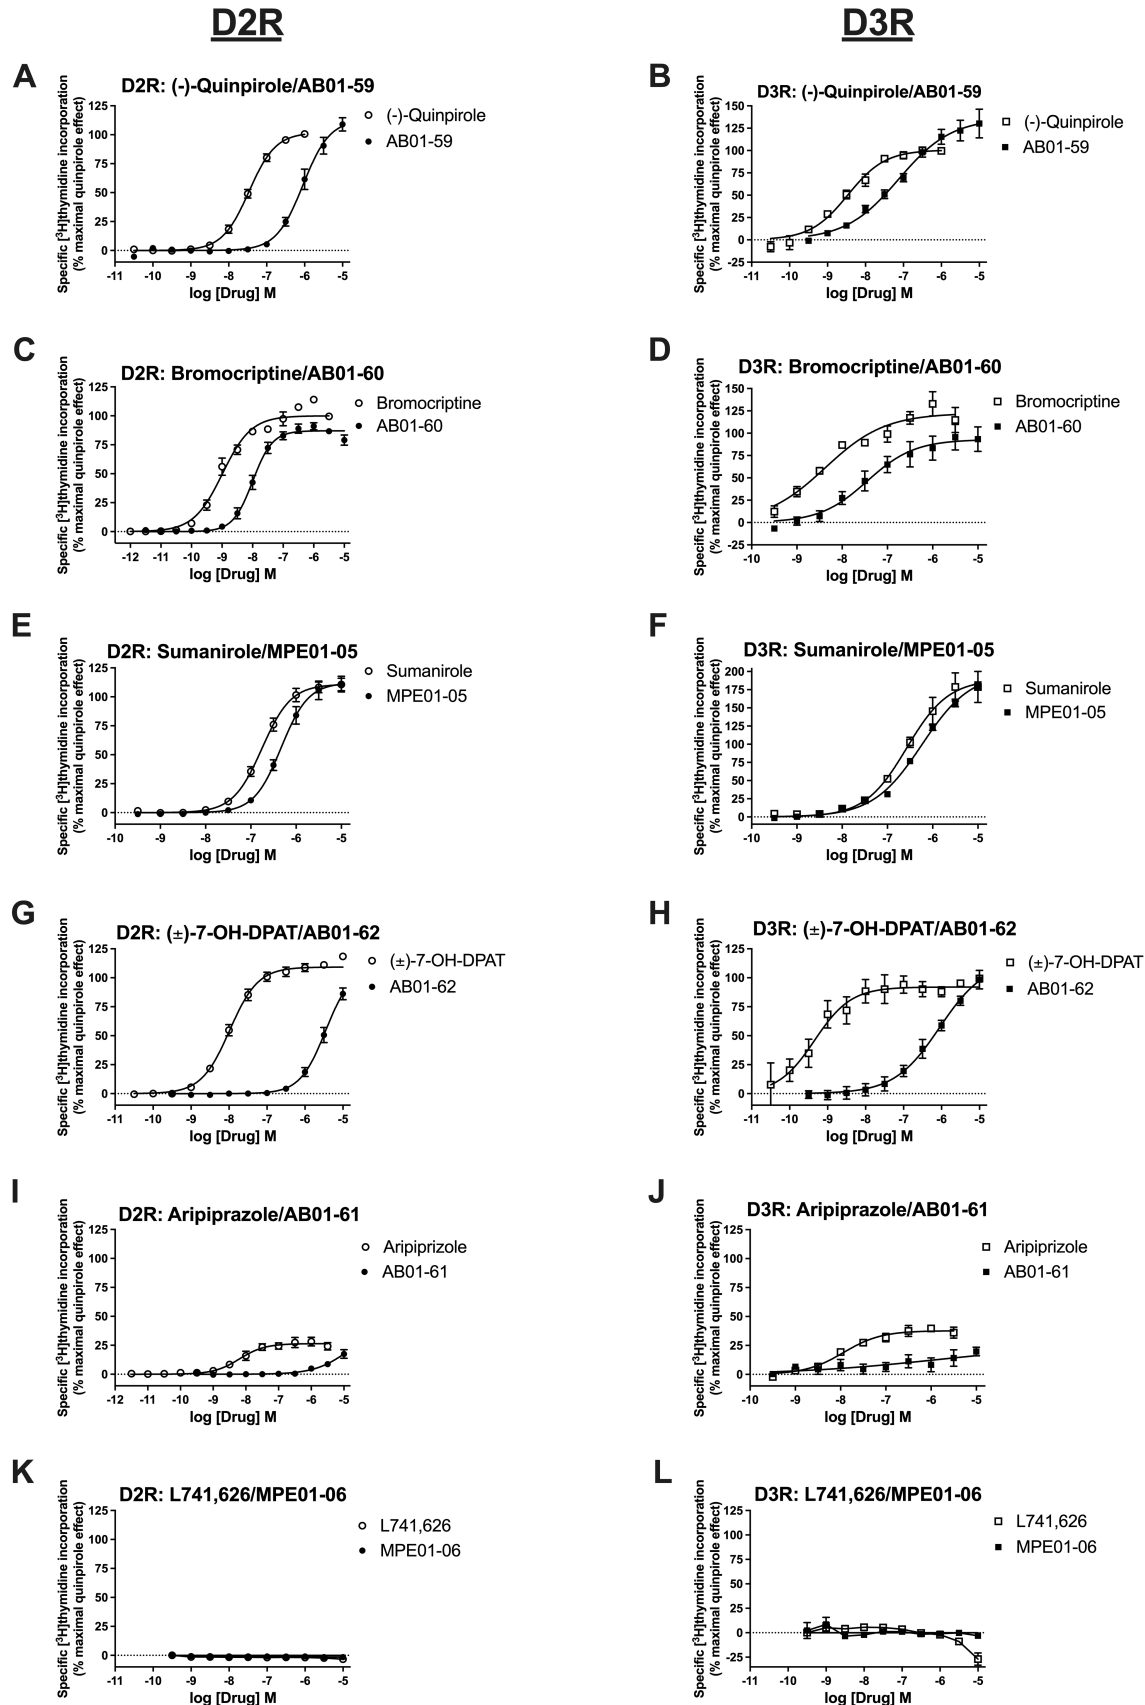 D2R
D3R
A
D2R: (-)-Quinpirole/AB01-59
Specific [³H]thymidine incorporation
(% maximal quinpirole effect)
125
100
75
50
25
0
-11 -10 -9 -8 -7 -6 -5
log [Drug] M
(-)-Quinpirole
AB01-59
B
D3R: (-)-Quinpirole/AB01-59
Specific [³H]thymidine incorporation
(% maximal quinpirole effect)
150
125
100
75
50
25
0
-25
-11 -10 -9 -8 -7 -6 -5
log [Drug] M
(-)-Quinpirole
AB01-59
C
D2R: Bromocriptine/AB01-60
Specific [³H]thymidine incorporation
(% maximal quinpirole effect)
125
100
75
50
25
0
-12 -11 -10 -9 -8 -7 -6 -5
log [Drug] M
Bromocriptine
AB01-60
D
D3R: Bromocriptine/AB01-60
Specific [³H]thymidine incorporation
(% maximal quinpirole effect)
150
125
100
75
50
25
0
-25
-10 -9 -8 -7 -6 -5
log [Drug] M
Bromocriptine
AB01-60
E
D2R: Sumanirole/MPE01-05
Specific [³H]thymidine incorporation
(% maximal quinpirole effect)
125
100
75
50
25
0
-10 -9 -8 -7 -6 -5
log [Drug] M
Sumanirole
MPE01-05
F
D3R: Sumanirole/MPE01-05
Specific [³H]thymidine incorporation
(% maximal quinpirole effect)
200
175
150
125
100
75
50
25
0
-10 -9 -8 -7 -6 -5
log [Drug] M
Sumanirole
MPE01-05
G
D2R: (±)-7-OH-DPAT/AB01-62
Specific [³H]thymidine incorporation
(% maximal quinpirole effect)
125
100
75
50
25
0
-11 -10 -9 -8 -7 -6 -5
log [Drug] M
(±)-7-OH-DPAT
AB01-62
H
D3R: (±)-7-OH-DPAT/AB01-62
Specific [³H]thymidine incorporation
(% maximal quinpirole effect)
125
100
75
50
25
0
-11 -10 -9 -8 -7 -6 -5
log [Drug] M
(±)-7-OH-DPAT
AB01-62
I
D2R: Aripiprazole/AB01-61
Specific [³H]thymidine incorporation
(% maximal quinpirole effect)
125
100
75
50
25
0
-12 -11 -10 -9 -8 -7 -6 -5
log [Drug] M
Aripiprizole
AB01-61
J
D3R: Aripiprazole/AB01-61
Specific [³H]thymidine incorporation
(% maximal quinpirole effect)
125
100
75
50
25
0
-10 -9 -8 -7 -6 -5
log [Drug] M
Aripiprizole
AB01-61
K
D2R: L741,626/MPE01-06
Specific [³H]thymidine incorporation
(% maximal quinpirole effect)
125
100
75
50
25
0
-11 -10 -9 -8 -7 -6 -5
log [Drug] M
L741,626
MPE01-06
L
D3R: L741,626/MPE01-06
Specific [³H]thymidine incorporation
(% maximal quinpirole effect)
125
100
75
50
25
0
-25
-11 -10 -9 -8 -7 -6 -5
log [Drug] M
L741,626
MPE01-06